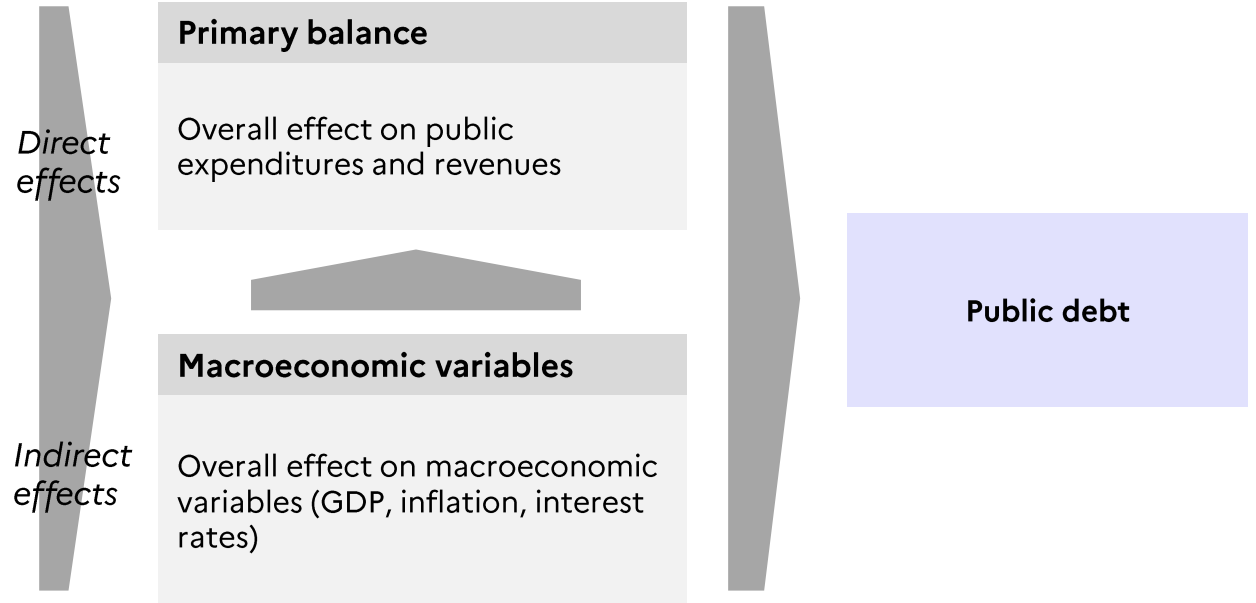 Primary balance
Direct
effects
Overall effect on public
expenditures and revenues
Public debt
Macroeconomic variables
Indirect
effects
Overall effect on macroeconomic
variables (GDP, inflation, interest
rates)